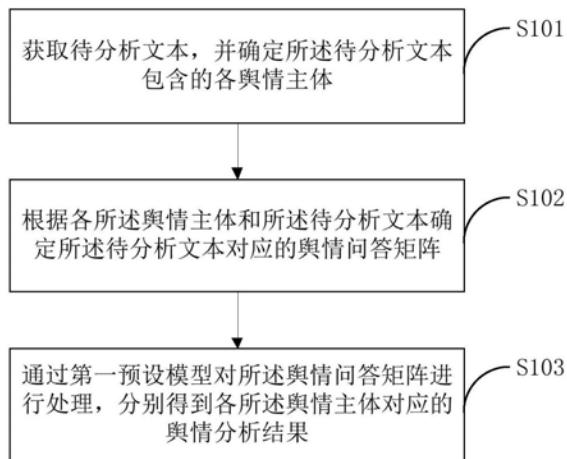 获取待分析文本，并确定所述待分析文本
包含的各舆情主体
S101
根据各所述舆情主体和所述待分析文本确
定所述待分析文本对应的舆情问答矩阵
S102
通过第一预设模型对所述舆情问答矩阵进
行处理，分别得到各所述舆情主体对应的
舆情分析结果
S103